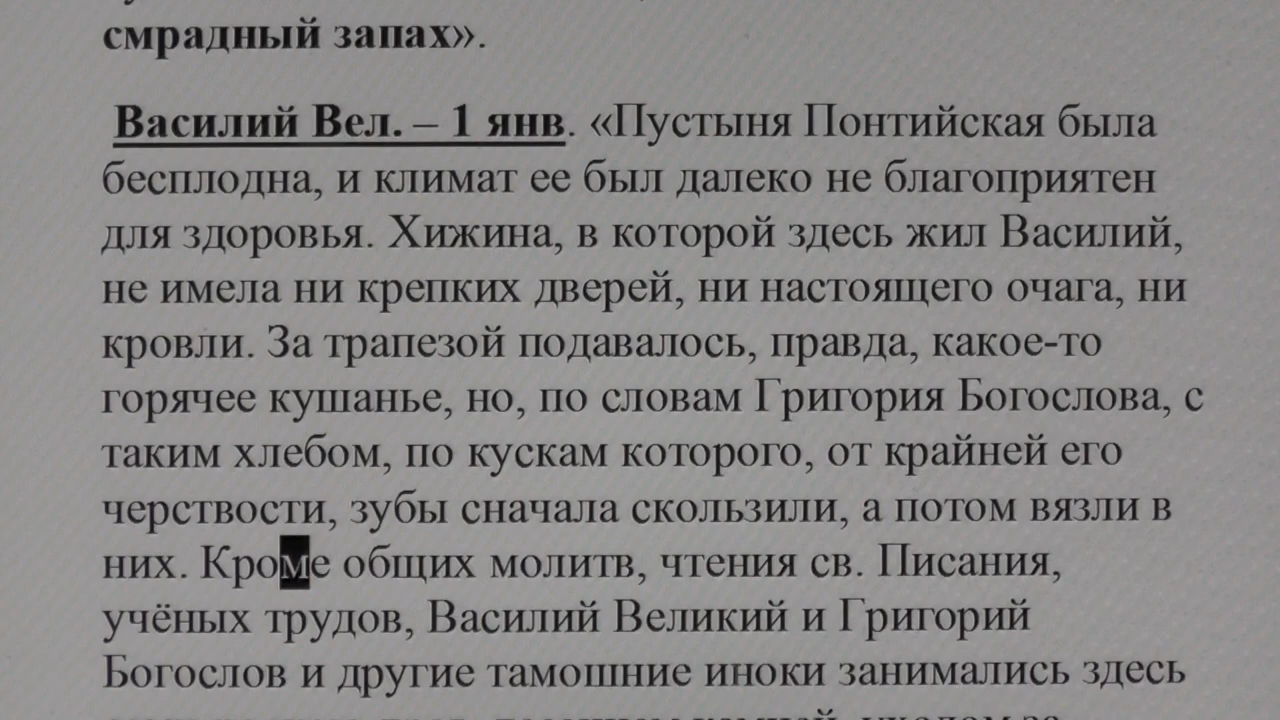 смрадный запах».
Василий Вел. – 1 янв. «Пустыня Понтийская была
бесплодна, и климат ее был далеко не благоприятен
для здоровья. Хижина, в которой здесь жил Василий,
не имела ни крепких дверей, ни настоящего очага, ни
кровли. За трапезой подавалось, правда, какое-то
горячее кушанье, но, по словам Григория Богослова, с
таким хлебом, по кускам которого, от крайней его
черствости, зубы сначала скользили, а потом вязли в
них. Кроме общих молитв, чтения св. Писания,
учёных трудов, Василий Великий и Григорий
Богослов и другие тамошние иноки занимались здесь